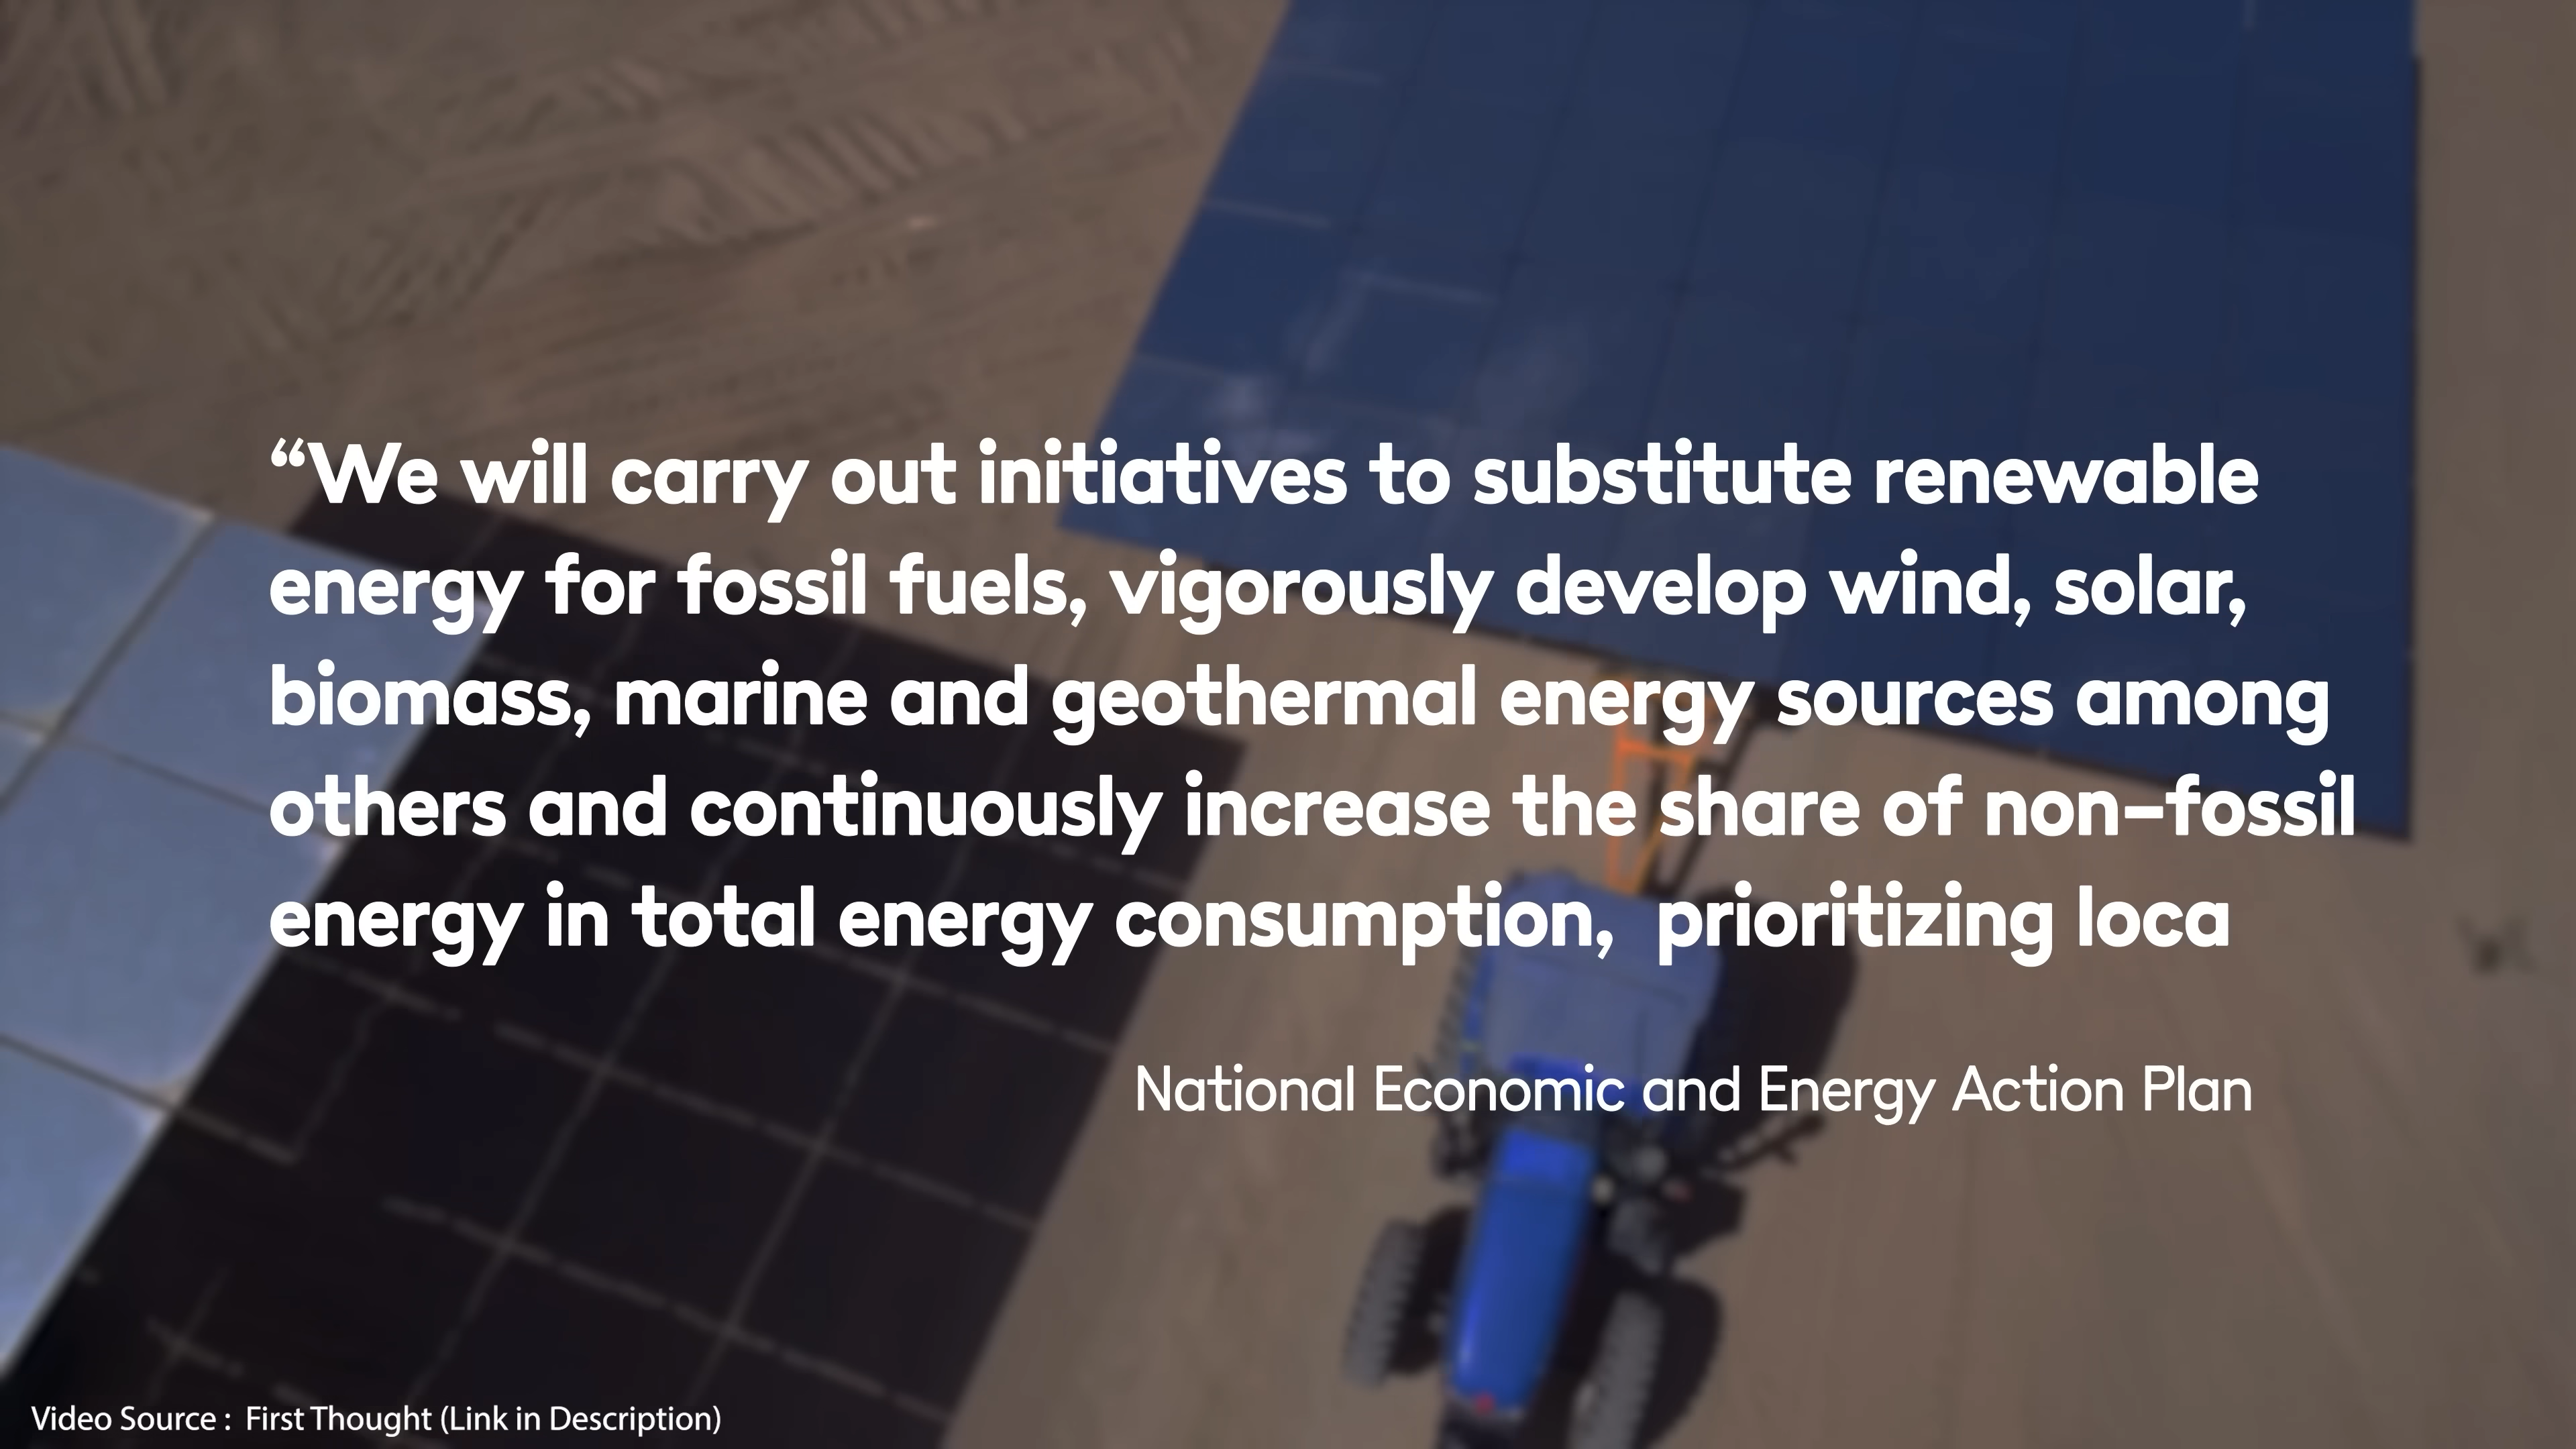 “We will carry out initiatives to substitute renewable
energy for fossil fuels, vigorously develop wind, solar,
biomass, marine and geothermal energy sources among
others and continuously increase the share of non-fossil
energy in total energy consumption,  prioritizing loca
National Economic and Energy Action Plan
Video Source :  First Thought (Link in Description)